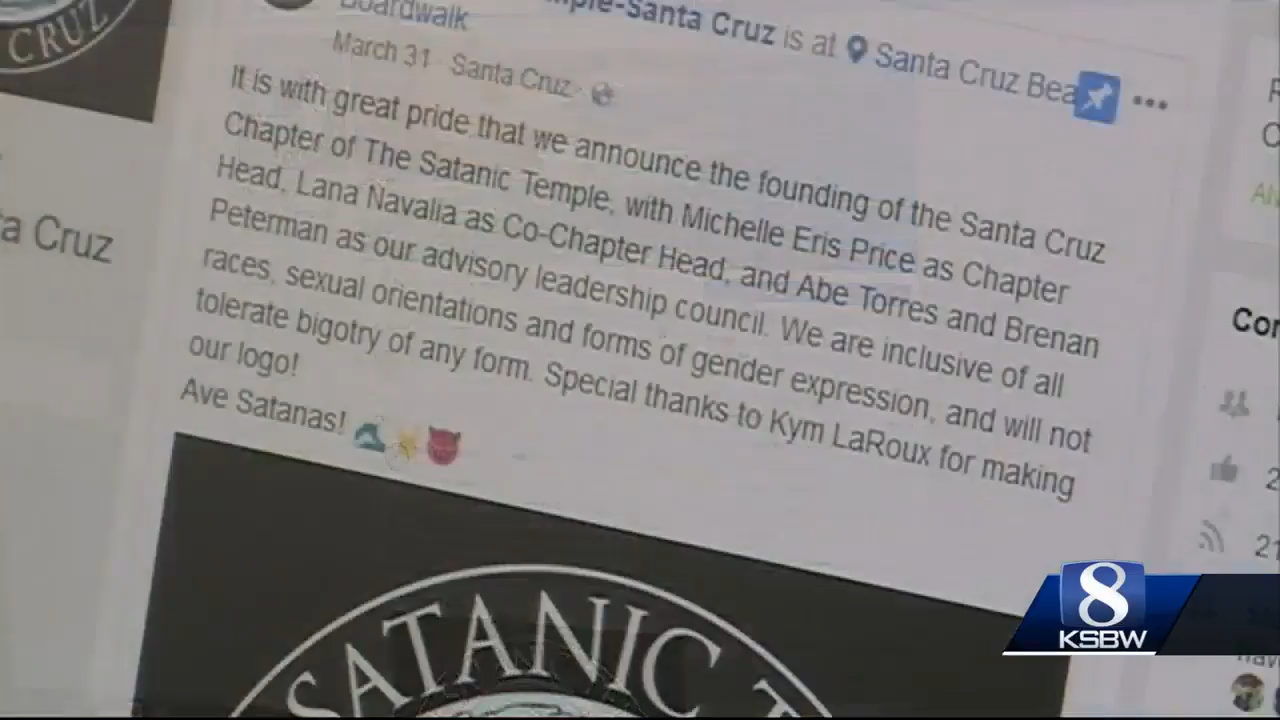 CRUZ
Santa Cruz is at Santa Cruz Bea
Boardwalk
March 31 Santa Cruz
It is with great pride that we announce the founding of the Santa Cruz
Chapter of The Satanic Temple, with Michelle Eris Price as Chapter
Head, Lana Navalia as Co-Chapter Head, and Abe Torres and Brenan
Peterman as our advisory leadership council. We are inclusive of all
races, sexual orientations and forms of gender expression, and will not
tolerate bigotry of any form. Special thanks to Kym LaRoux for making
our logo!
Ave Satanas!
SATANIC T
a Cruz
8
KSBW